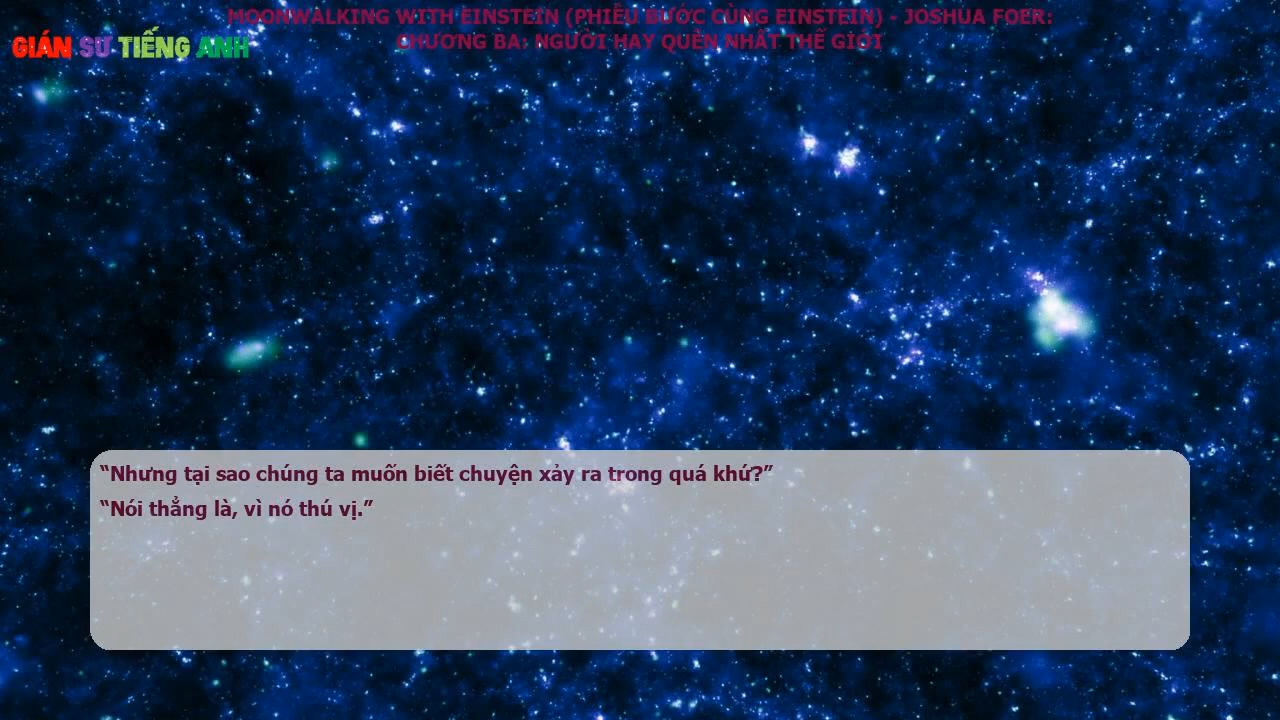 MOONWALKING WITH EINSTEIN (PHIÊU BƯỚC CÙNG EINSTEIN) - JOSHUA FOER:
CHƯƠNG BA: NGƯỜI HAY QUÊN NHẤT THẾ GIỚI
GIÁN SỨ TIẾNG ANH
“Nhưng tại sao chúng ta muốn biết chuyện xảy ra trong quá khứ?”
“Nói thẳng là, vì nó thú vị.”